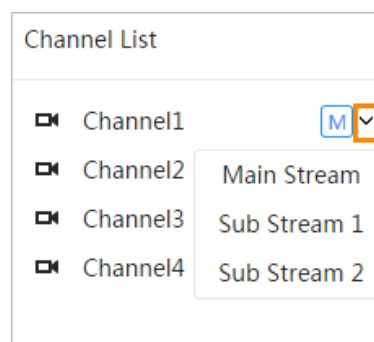 Channel List
Channel1 M
Channel2
Main Stream
Channel3
Sub Stream 1
Channel4
Sub Stream 2